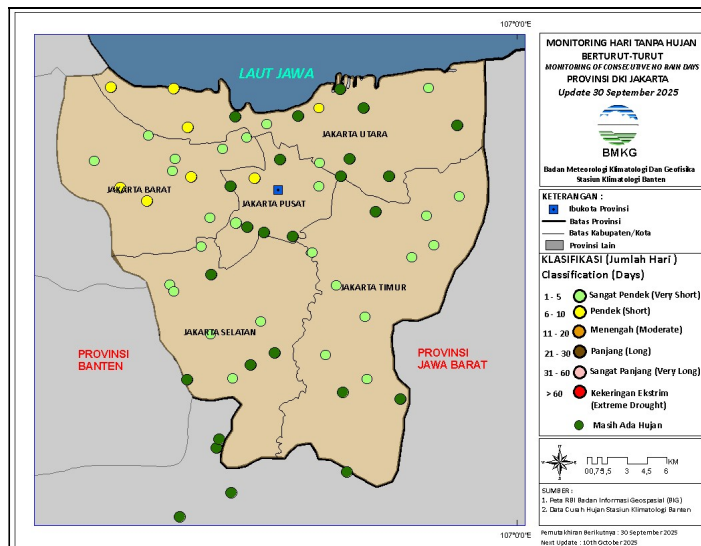 107°0'0"E
LAUT JAWA
JAKARTA UTARA
JAKARTA BARAT
JAKARTA PUSAT
JAKARTA TIMUR
JAKARTA SELATAN
PROVINSI
BANTEN
PROVINSI
JAWA BARAT
107°0'0"E
MONITORING HARI TANPA HUJAN
BERTURUT-TURUT
MONITORING OF CONSECUTIVE NO RAIN DAYS
PROVINSI DKI JAKARTA
Update 30 September 2025
BMKG
Badan Meteorologi Klimatologi Dan Geofisika
Stasiun Klimatologi Banten
KETERANGAN :
Ibukota Provinsi
Batas Provinsi
Batas Kabupaten/Kota
Provinsi Lain
KLASIFIKASI (Jumlah Hari )
Classification (Days)
1 - 5 Sangat Pendek (Very Short)
6 - 10 Pendek (Short)
11 - 20 Menengah (Moderate)
21 - 30 Panjang (Long)
31 - 60 Sangat Panjang (Very Long)
> 60 Kekeringan Ekstrim
(Extreme Drought)
Masih Ada Hujan
0 0,75 1,5 3 4,5 6 KM
SUMBER :
1. Peta RBI Badan Informasi Geospasial (BIG)
2. Data Curah Hujan Stasiun Klimatologi Banten
Pemutakhiran Berikutnya : 30 September 2025
Next Update : 10th October 2025